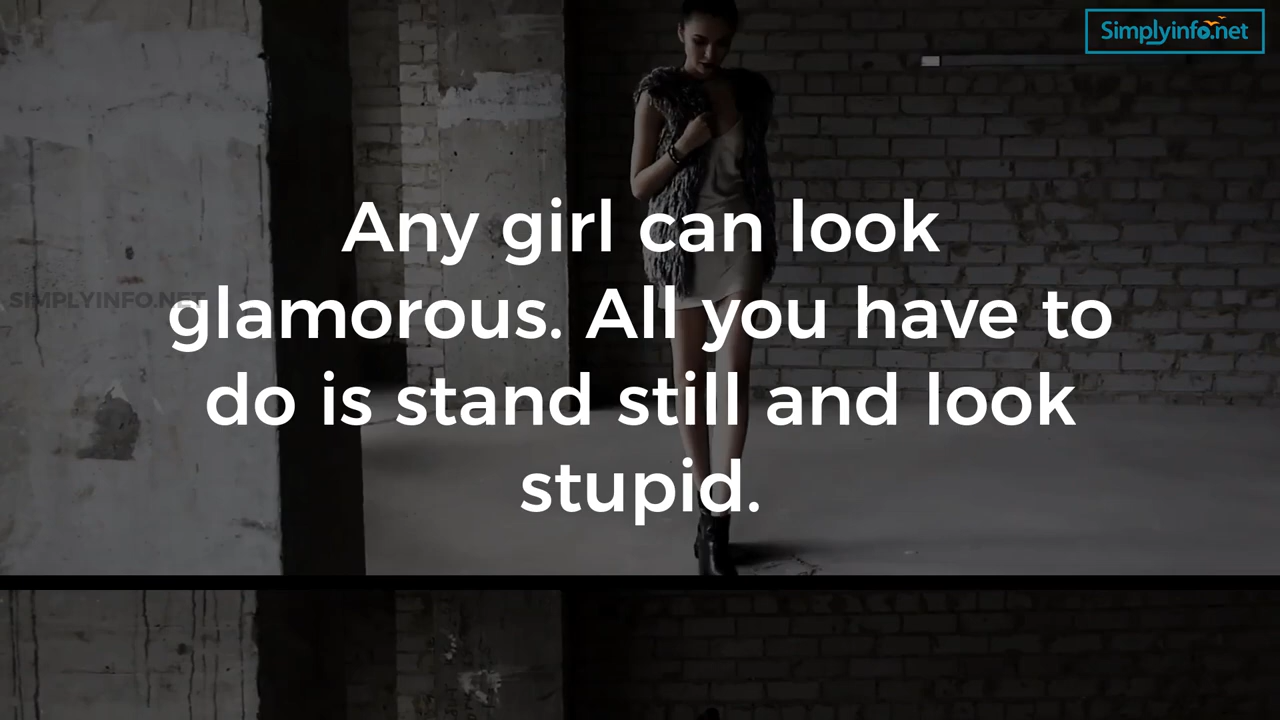 Simplyinfo.net
Any girl can look
SIMPLYINFO.NET
glamorous. All you have to
do is stand still and look
stupid.